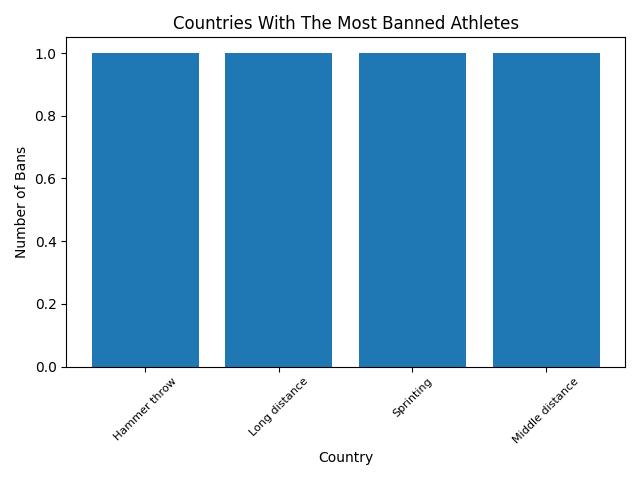 Countries With The Most Banned Athletes
Number of Bans
1.0
0.8
0.6
0.4
0.2
0.0
Hammer throw
Long distance
Sprinting
Middle distance
Country